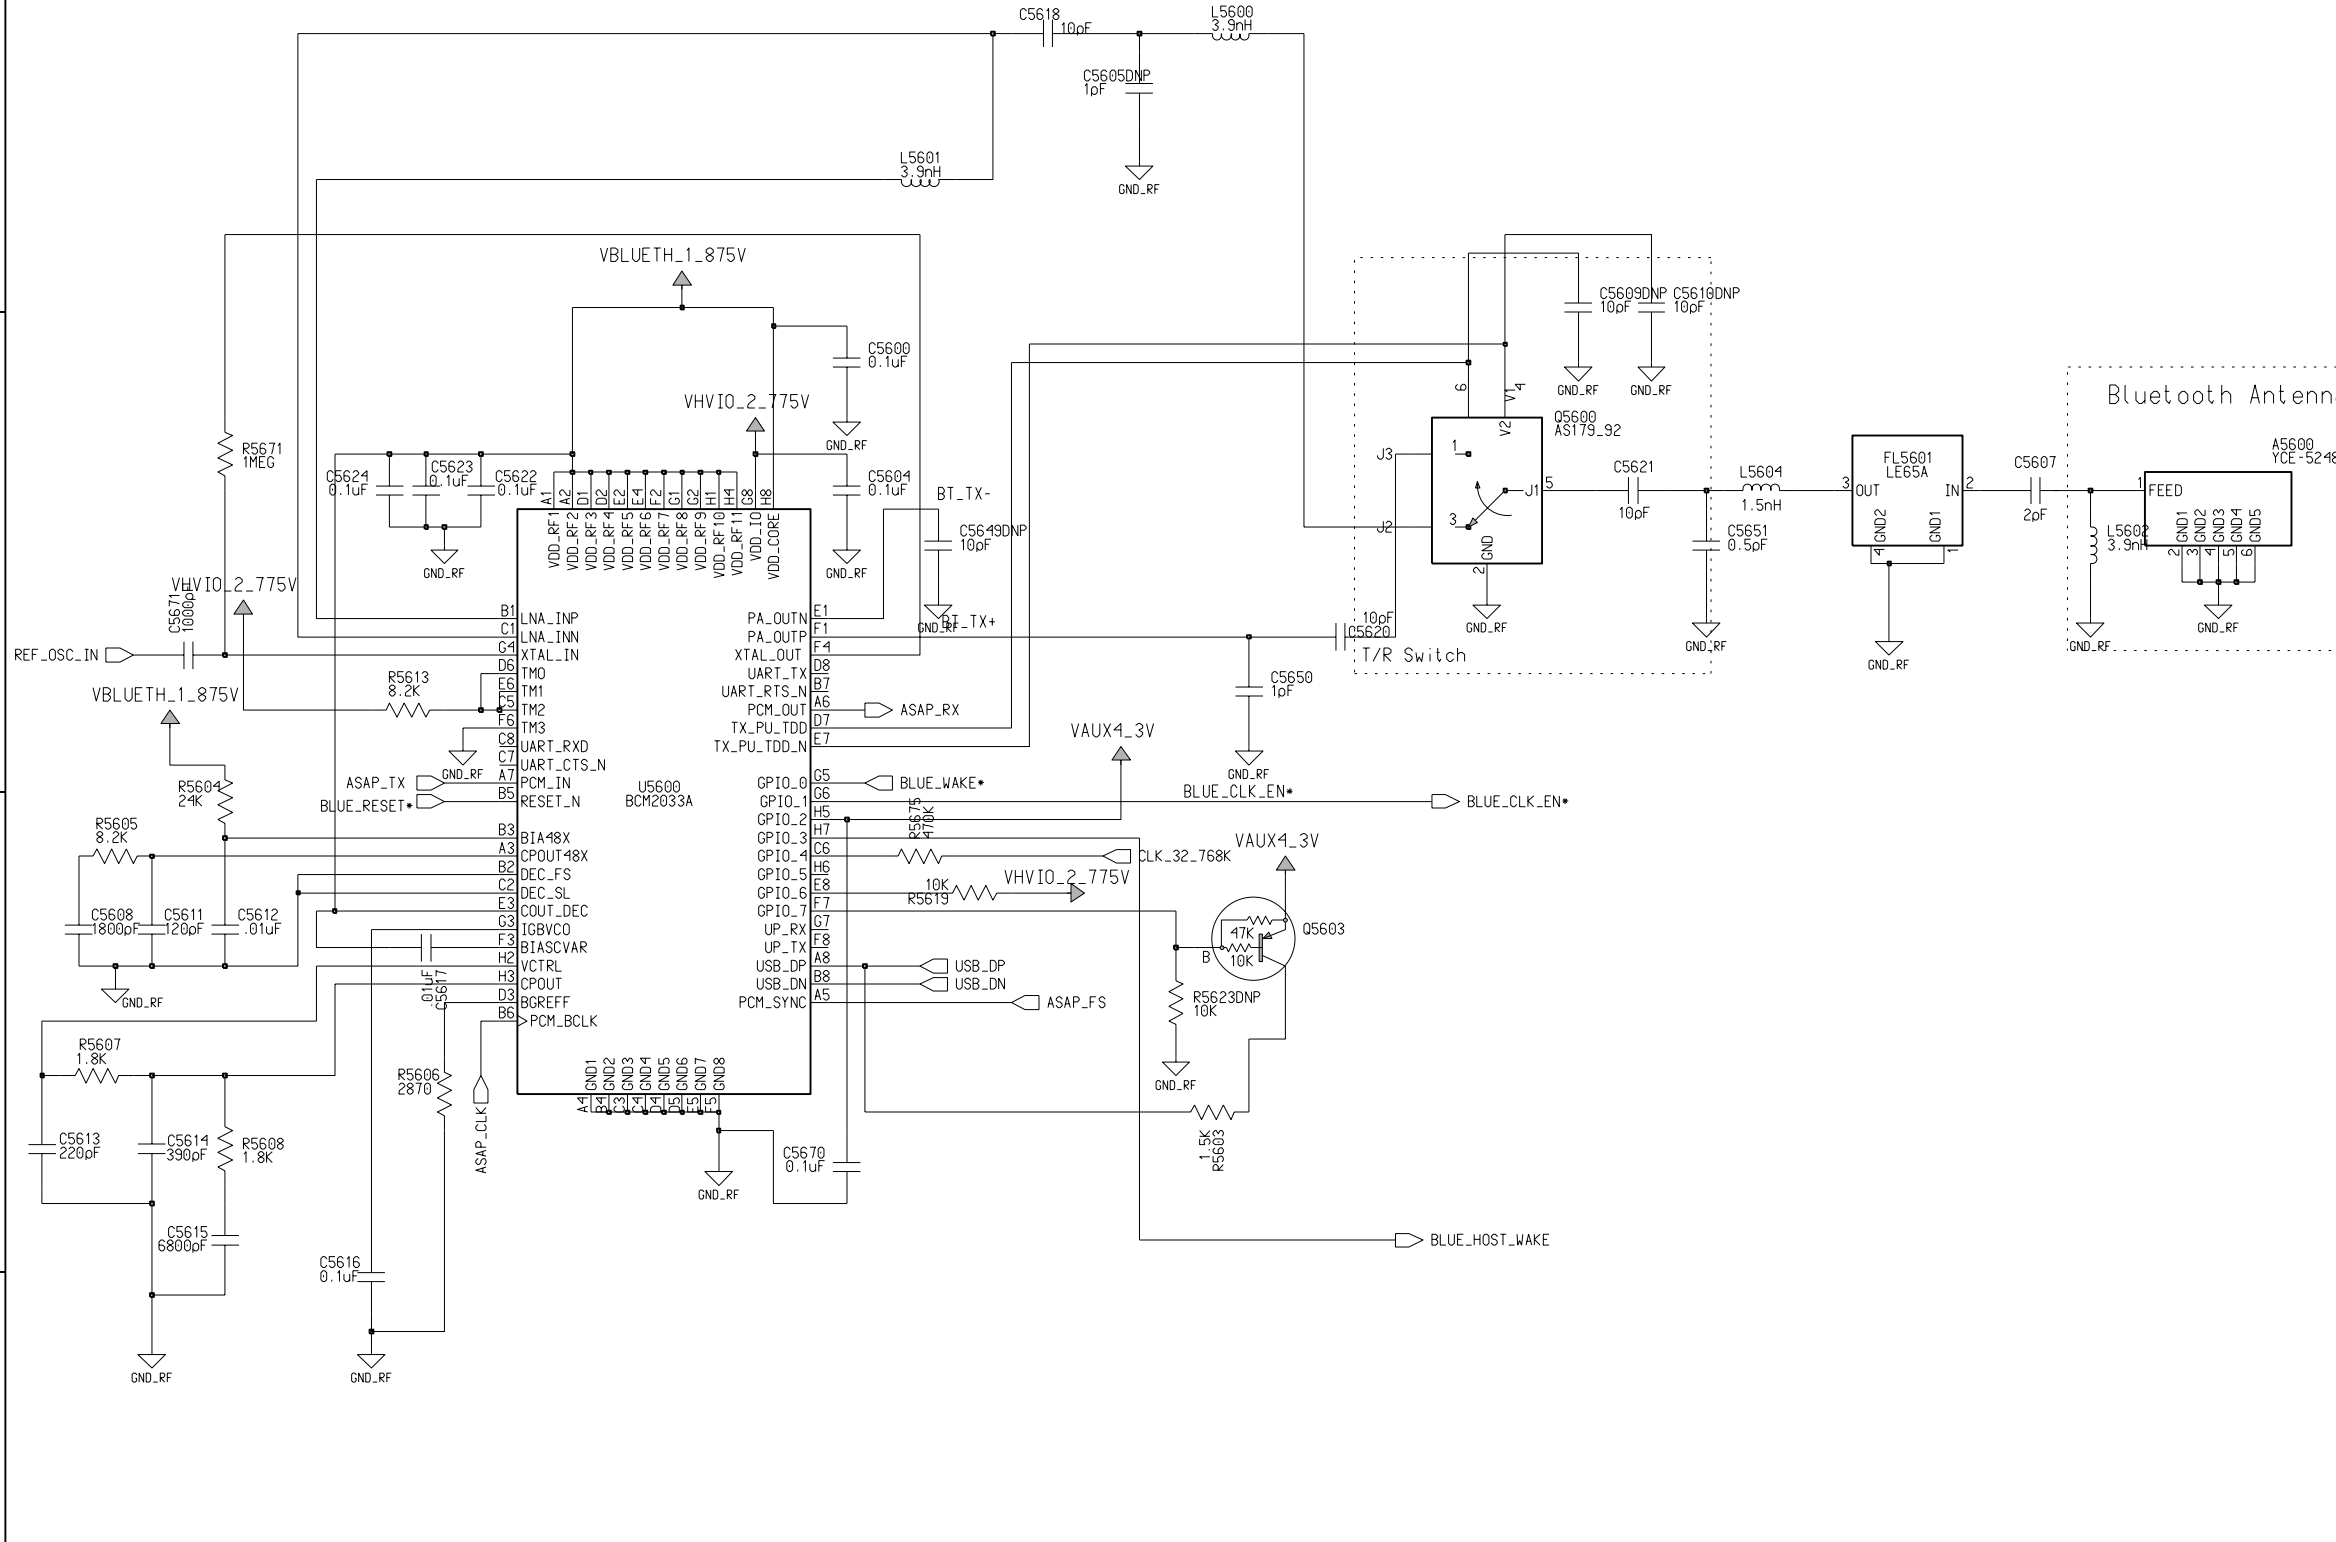 C5618
10pF
L5600
3.9nH
C5605DNP
1pF
GND_RF
L5601
3.9nH
VBLUETH_1_875V
C5600
0.1uF
GND_RF
VHVIO_2_775V
C5604
0.1uF
GND_RF
R5671
1MEG
C5624
0.1uF
C5623
0.1uF
C5622
0.1uF
GND_RF
A1
A2
D1
D2
E2
E4
F2
G1
G2
H1
H4
G8
H8
VDD_RF1
VDD_RF2
VDD_RF3
VDD_RF4
VDD_RF5
VDD_RF6
VDD_RF7
VDD_RF8
VDD_RF9
VDD_RF10
VDD_RF11
VDD_IO
VDD_CORE
BT_TX-
C5649DNP
10pF
GND_RF
BT_TX+
C5609DNP
10pF
GND_RF
C5610DNP
10pF
GND_RF
6
V1
4
V2
Q5600
AS179_92
J3
1
J2
3
J1
5
GND
2
GND_RF
10pF
C5620
T/R Switch
C5621
10pF
C5651
0.5pF
GND_RF
L5604
1.5nH
FL5601
LE65A
3
OUT
IN
2
GND2
GND1
4
1
GND_RF
C5607
2pF
L5602
3.9nH
GND_RF
A5600
1
FEED
GND1
GND2
GND3
GND4
GND5
2
3
4
5
6
GND_RF
Bluetooth
VHVIO_2_775V
C5671
1000pF
REF_OSC_IN
VBLUETH_1_875V
R5613
8.2K
GND_RF
R5604
24K
ASAP_TX
BLUE_RESET*
R5605
8.2K
C5608
1800pF
C5611
120pF
C5612
.01uF
GND_RF
.01uF
C5617
R5607
1.8K
R5606
2870
ASAP_CLK
C5613
220pF
C5614
390pF
R5608
1.8K
C5615
6800pF
GND_RF
C5616
0.1uF
GND_RF
B1 LNA_INP
C1 LNA_INN
G4 XTAL_IN
D6 TM0
E6 TM1
C5 TM2
F6 TM3
C8 UART_RXD
C7 UART_CTS_N
A7 PCM_IN
B5 RESET_N
B3 BIA48X
A3 CPOUT48X
B2 DEC_FS
C2 DEC_SL
E3 COUT_DEC
G3 IGBVCO
F3 BIASCVAR
H2 VCTRL
H3 CPOUT
D3 BGREFF
B6 PCM_BCLK
U5600
BCM2033A
PA_OUTN E1
PA_OUTP F1
XTAL_OUT F4
UART_TX D8
UART_RTS_N B7
PCM_OUT A6
TX_PU_TDD D7
TX_PU_TDD_N E7
GPIO_0 G5
GPIO_1 G6
GPIO_2 H5
GPIO_3 H7
GPIO_4 C6
GPIO_5 H6
GPIO_6 E8
GPIO_7 F7
UP_RX G7
UP_TX F8
USB_DP A8
USB_DN B8
PCM_SYNC A5
GND1
GND2
GND3
GND4
GND5
GND6
GND7
GND8
A4
B4
C3
C4
D4
D5
E5
F5
GND_RF
C5670
0.1uF
ASAP_RX
BLUE_WAKE*
VAUX4_3V
C5650
1pF
GND_RF
BLUE_CLK_EN*
BLUE_CLK_EN*
R5675
470K
CLK_32_768K
10K
R5619
VHVIO_2_775V
VAUX4_3V
Q5603
47K
10K
B
USB_DP
USB_DN
ASAP_FS
R5623DNP
10K
GND_RF
1.5K
R5603
BLUE_HOST_WAKE